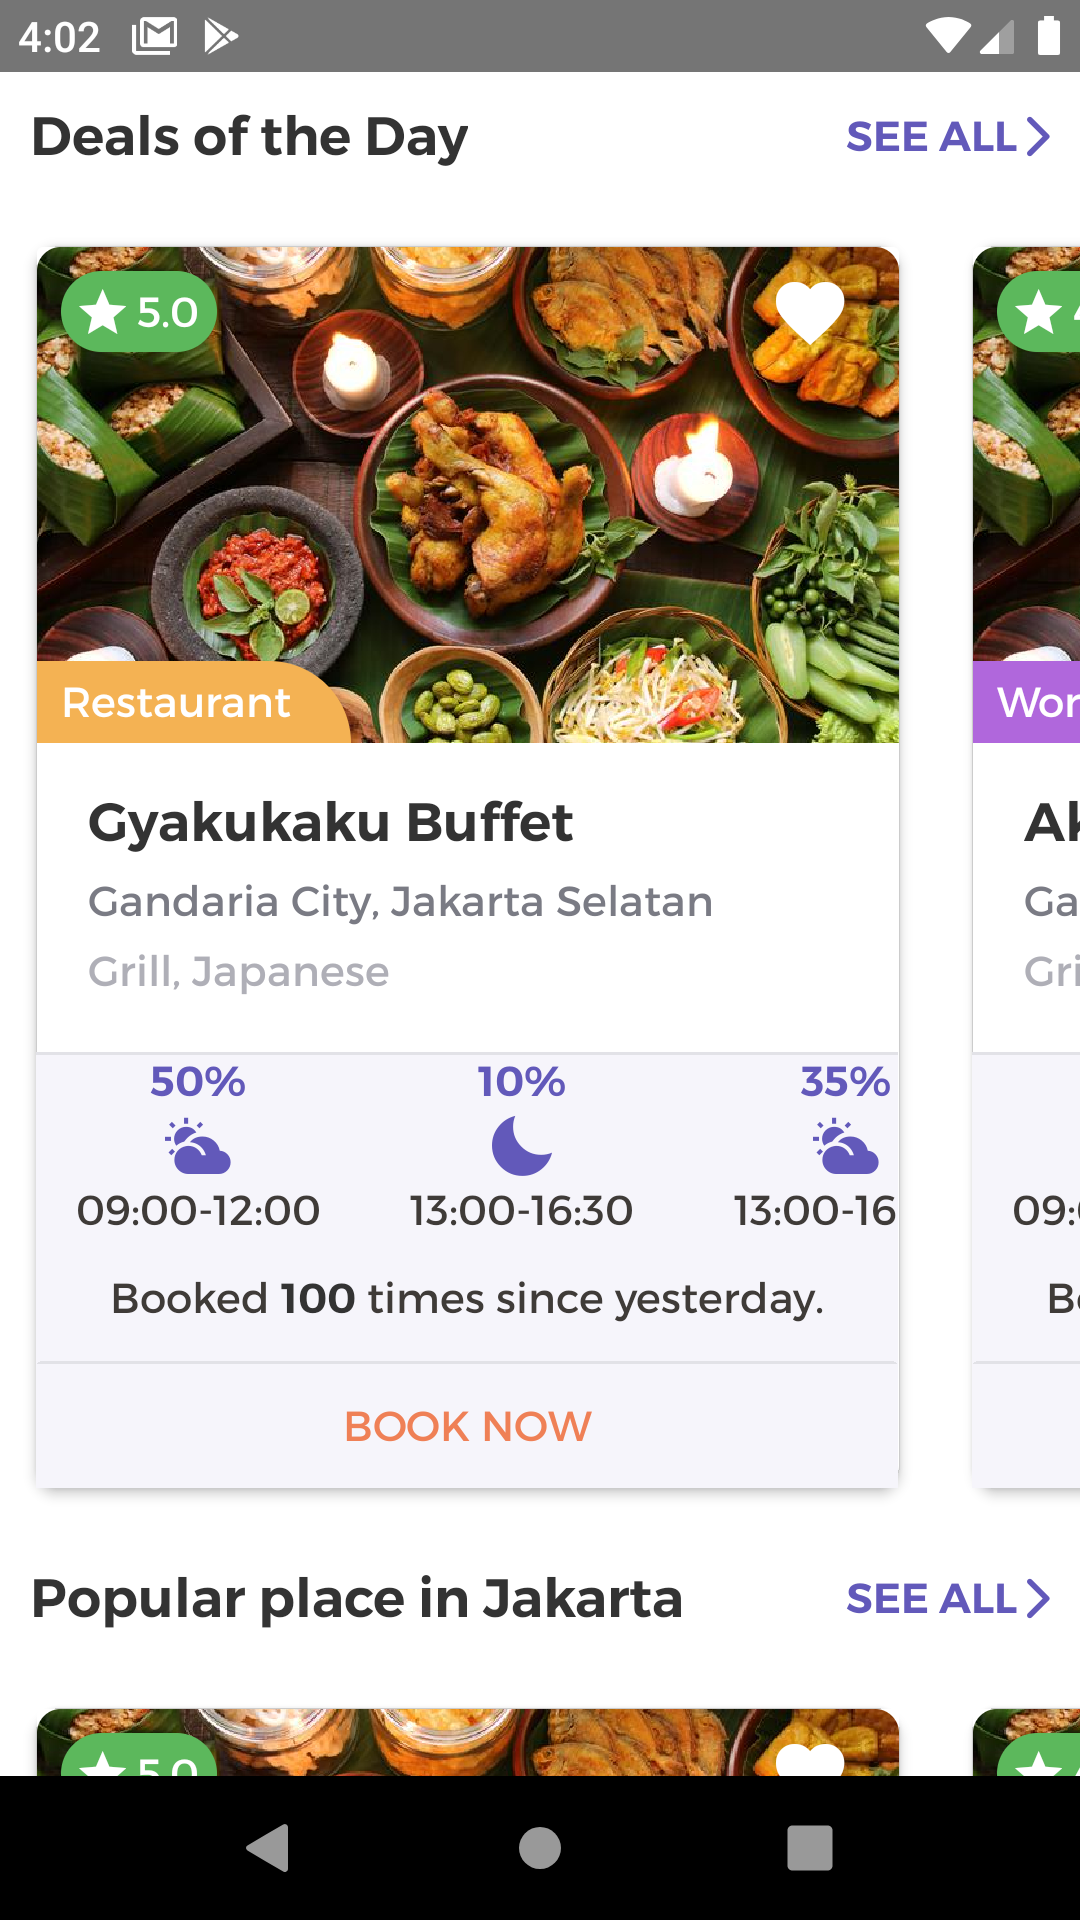 4:02
Deals of the Day
SEE ALL
5.0
Restaurant
Gyakukaku Buffet
Gandaria City, Jakarta Selatan
Grill, Japanese
50%
10%
35%
09:00-12:00
13:00-16:30
13:00-16
Booked 100 times since yesterday.
BOOK NOW
Popular place in Jakarta
SEE ALL
5.0